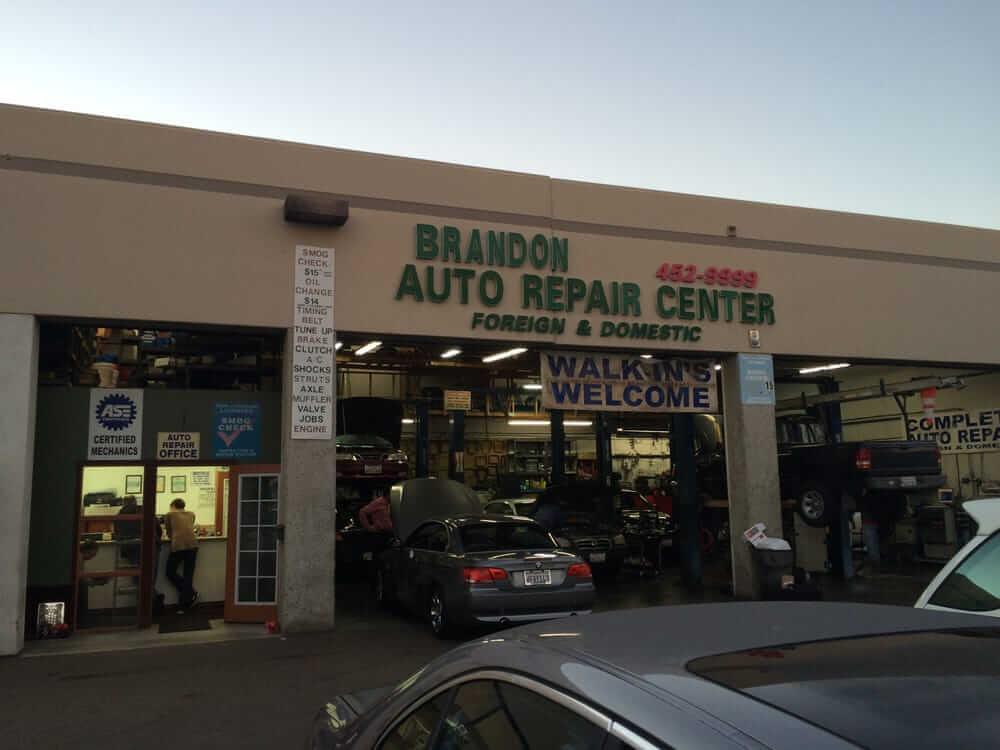 BRANDON
452-9999
AUTO REPAIR CENTER
FOREIGN & DOMESTIC
SMOG
CHECK
$15
OIL
CHANGE
$14
TIMING
BELT
TUNE UP
BRAKE
CLUTCH
A C
SHOCKS
STRUTS
AXLE
MUFFLER
VALVE
JOBS
ENGINE
WALK IN'S
WELCOME
ASE
CERTIFIED
MECHANICS
AUTO
REPAIR
OFFICE
SMOG
CHECK
COMPLE
AUTO REPA